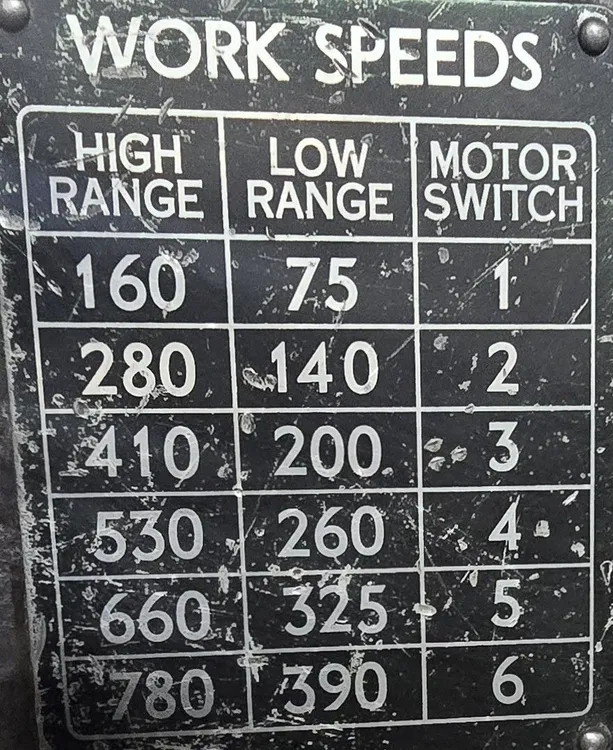 WORK SPEEDS
HIGH RANGE LOW RANGE MOTOR SWITCH
160 75 1
280 140 2
410 200 3
530 260 4
660 325 5
780 390 6